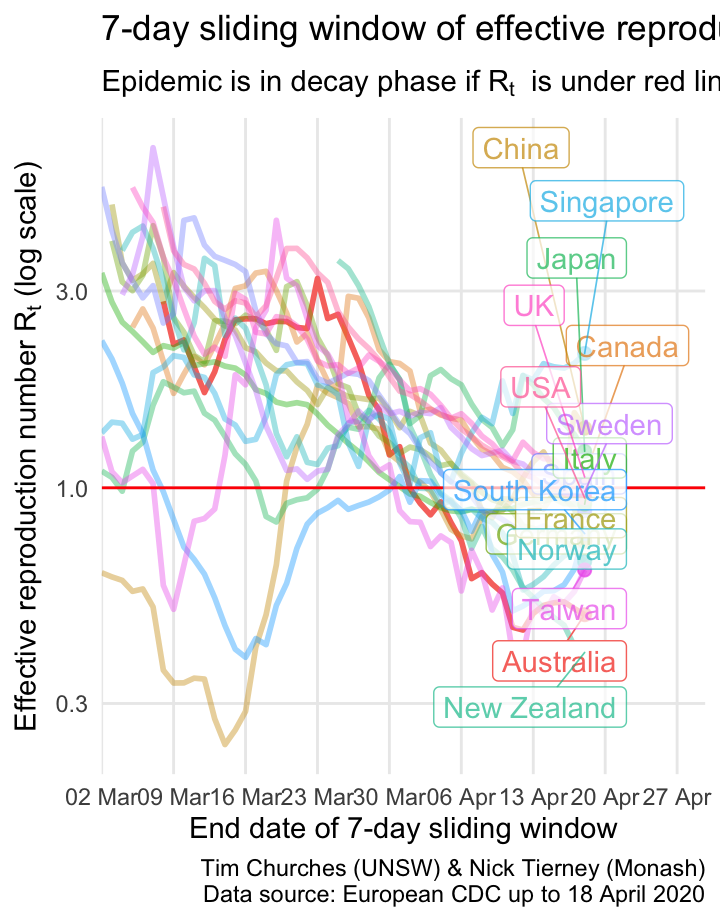 7-day sliding window of effective reprodu
Epidemic is in decay phase if Rt is under red lin
Effective reproduction number Rt (log scale)
3.0
1.0
0.3
China
Singapore
Japan
UK
Canada
USA
Sweden
Italy
South Korea
France
Norway
Taiwan
Australia
New Zealand
02 Mar 09 Mar 16 Mar 23 Mar 30 Mar 06 Apr 13 Apr 20 Apr 27 Apr
End date of 7-day sliding window
Tim Churches (UNSW) & Nick Tierney (Monash)
Data source: European CDC up to 18 April 2020